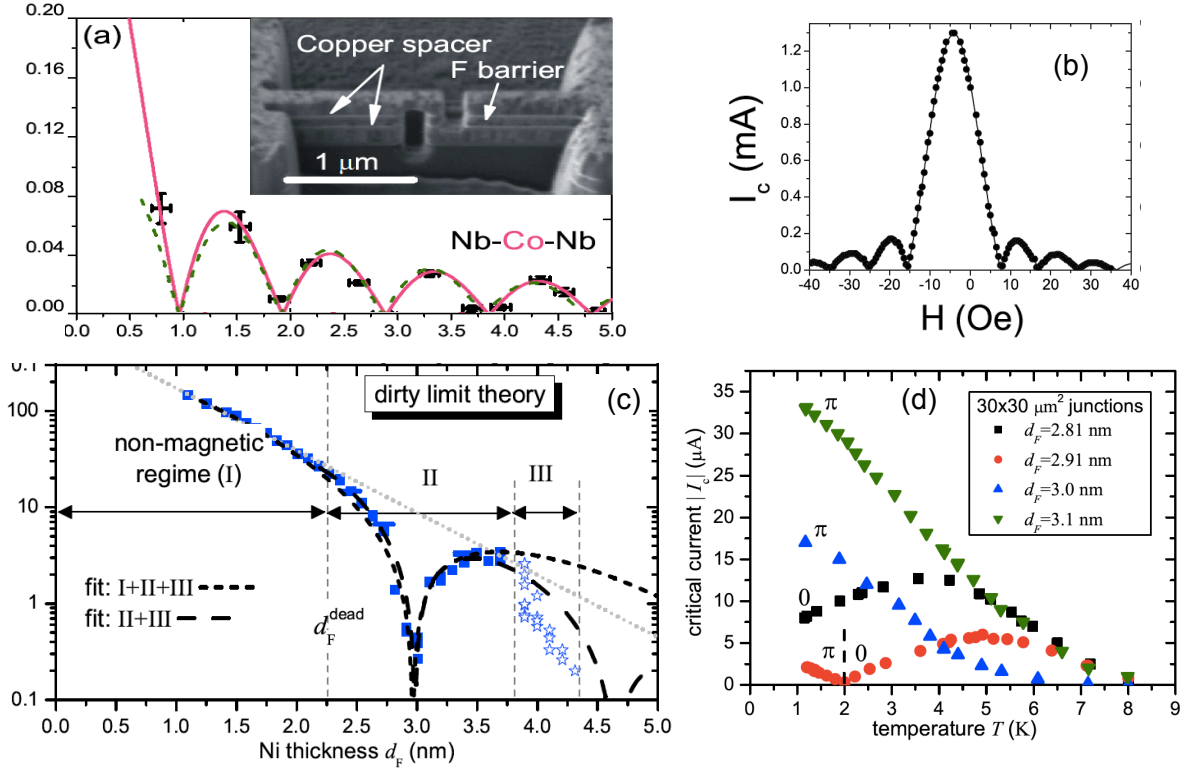 0.20
0.16
0.12
0.08
0.04
0.00
(a)
Copper spacer
F barrier
1 μm
Nb-Co-Nb
0.0 0.5 1.0 1.5 2.0 2.5 3.0 3.5 4.0 4.5 5.0
(b)
I_c (mA)
1.2
0.9
0.6
0.3
0.0
-40 -30 -20 -10 0 10 20 30 40
H (Oe)
0.1
100
10
1
0.1
dirty limit theory
(c)
non-magnetic
regime (I)
II
III
fit: I+II+III
fit: II+III
d_F^dead
0.0 0.5 1.0 1.5 2.0 2.5 3.0 3.5 4.0 4.5 5.0
Ni thickness d_F (nm)
(d)
critical current |I_c| (μA)
35
30
25
20
15
10
5
0
30x30 μm² junctions
d_F=2.81 nm
d_F=2.91 nm
d_F=3.0 nm
d_F=3.1 nm
π
π
0
π
0
0 1 2 3 4 5 6 7 8 9
temperature T (K)